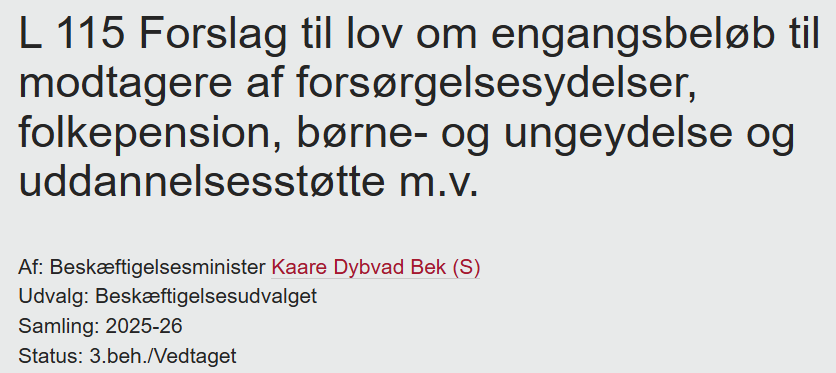 L 115 Forslag til lov om engangsbeløb til
modtagere af forsørgelsesydelser,
folkepension, børne- og ungeydelse og
uddannelsesstøtte m.v.
Af: Beskæftigelsesminister Kaare Dybvad Bek (S)
Udvalg: Beskæftigelsesudvalget
Samling: 2025-26
Status: 3.beh./Vedtaget